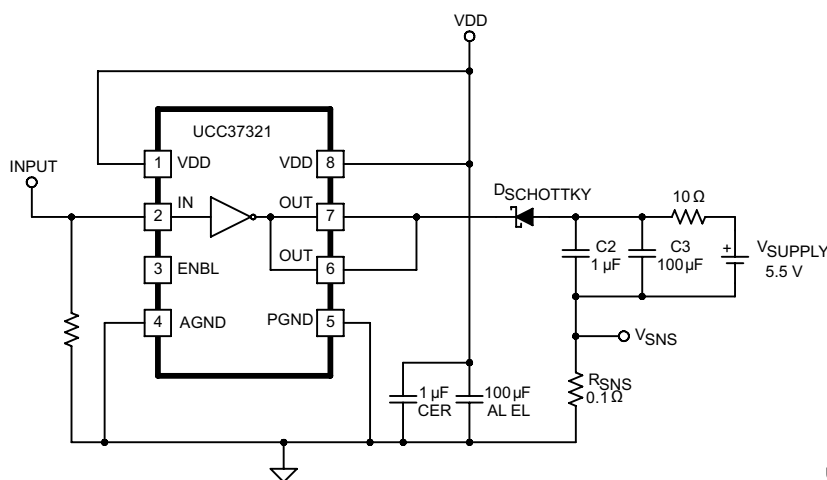 VDD
UCC37321
INPUT
1
VDD
VDD
8
2
IN
OUT
7
3
ENBL
OUT
6
4
AGND
PGND
5
DSCHOTTKY
10 Ω
C2
1 µF
C3
100 µF
+
VSUPPLY
5.5 V
VSNS
RSNS
0.1 Ω
1 µF
CER
100 µF
AL EL